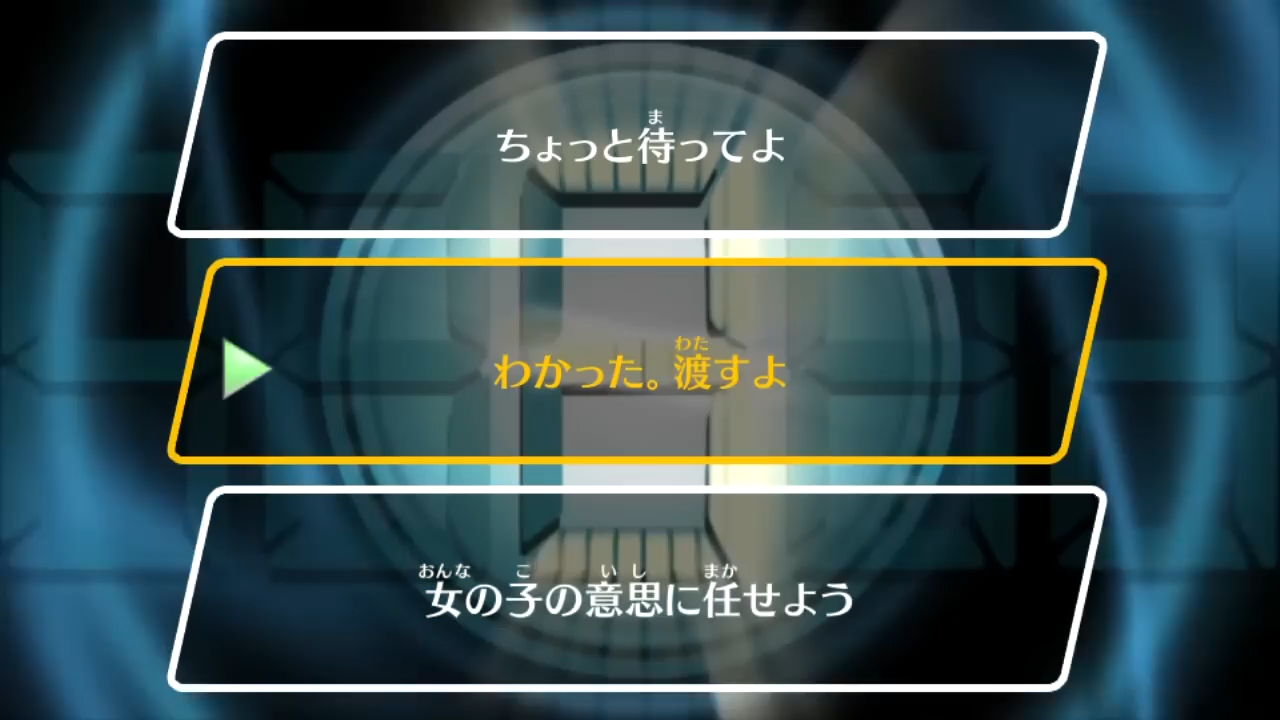 ちょっと待ってよ
わかった。渡すよ
女の子の意思に任せよう